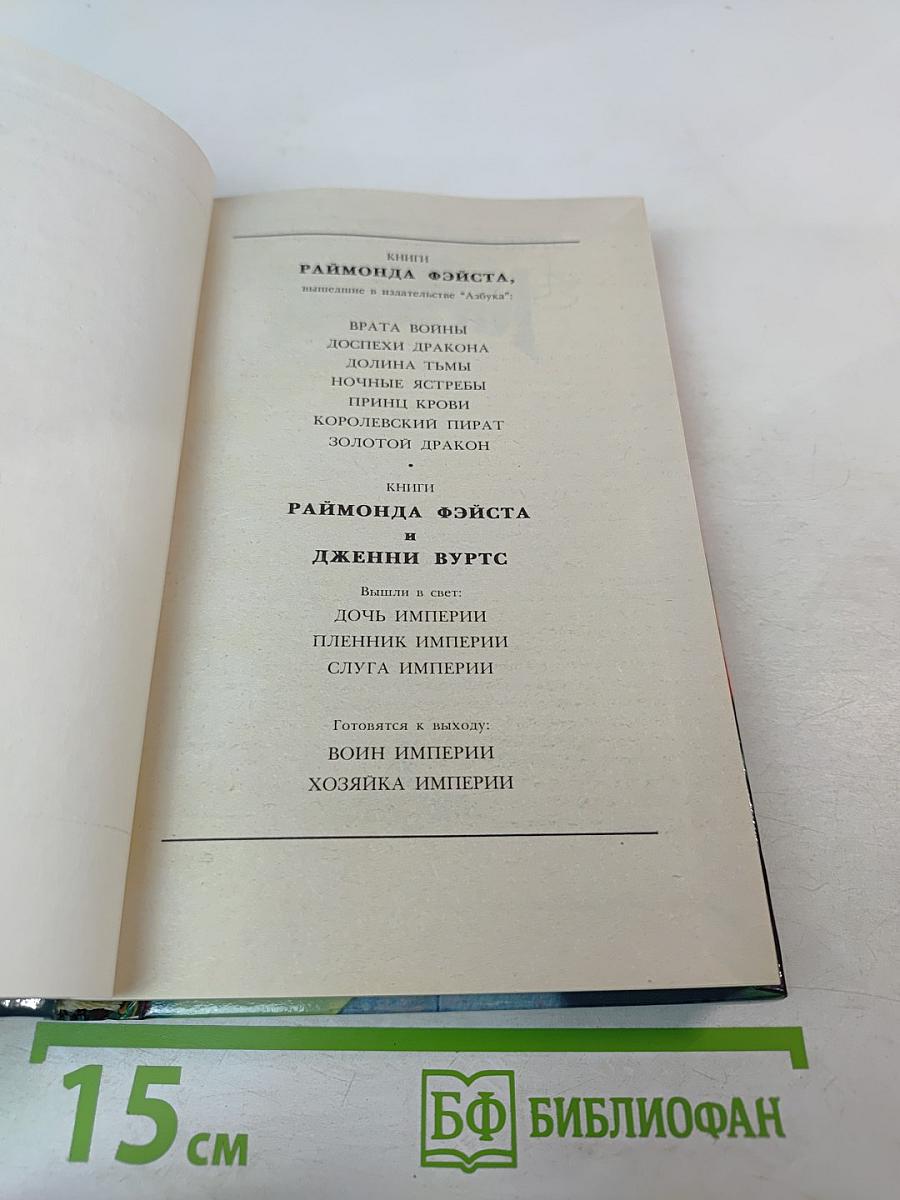 КНИГИ
РАЙМОНДА ФЭЙСТА,
вышедшие в издательстве "Азбука":
ВРАТА ВОЙНЫ
ДОСПЕХИ ДРАКОНА
ДОЛИНА ТЬМЫ
НОЧНЫЕ ЯСТРЕБЫ
ПРИНЦ КРОВИ
КОРОЛЕВСКИЙ ПИРАТ
ЗОЛОТОЙ ДРАКОН
•
КНИГИ
РАЙМОНДА ФЭЙСТА
и
ДЖЕННИ ВУРТС
Вышли в свет:
ДОЧЬ ИМПЕРИИ
ПЛЕННИК ИМПЕРИИ
СЛУГА ИМПЕРИИ
Готовятся к выходу:
ВОИН ИМПЕРИИ
ХОЗЯЙКА ИМПЕРИИ
15 см
БФ БИБЛИОФАН